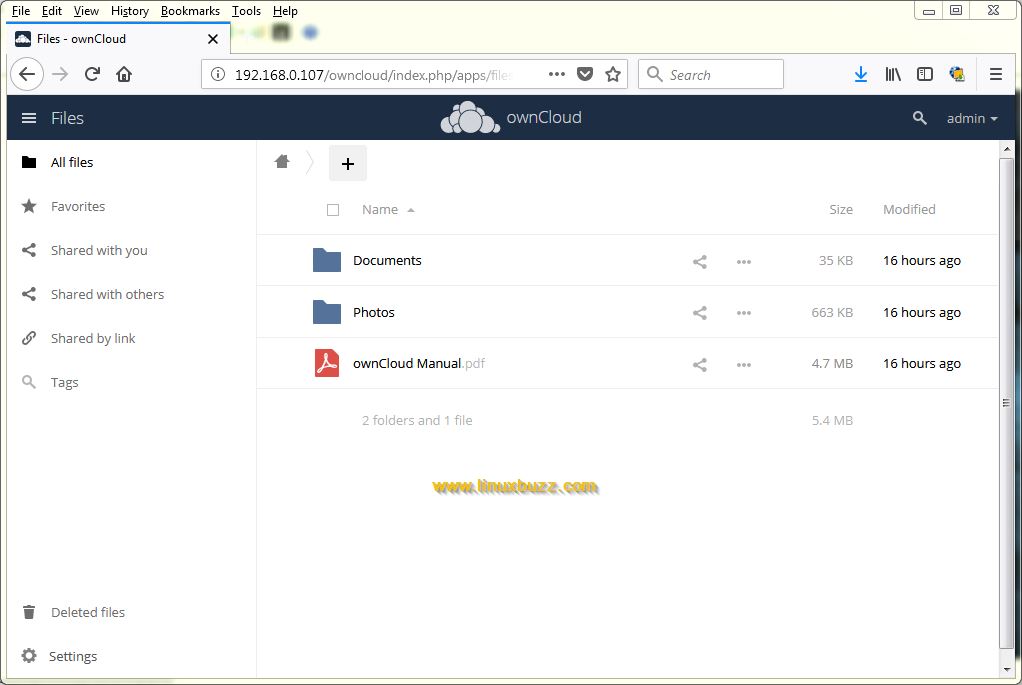 File Edit View History Bookmarks Tools Help
Files - ownCloud
192.168.0.107/owncloud/index.php/apps/files
Search
Files
ownCloud
admin
All files
Favorites
Shared with you
Shared with others
Shared by link
Tags
Deleted files
Settings
Name Size Modified
Documents 35 KB 16 hours ago
Photos 663 KB 16 hours ago
ownCloud Manual.pdf 4.7 MB 16 hours ago
2 folders and 1 file 5.4 MB
www.linuxbuzz.com